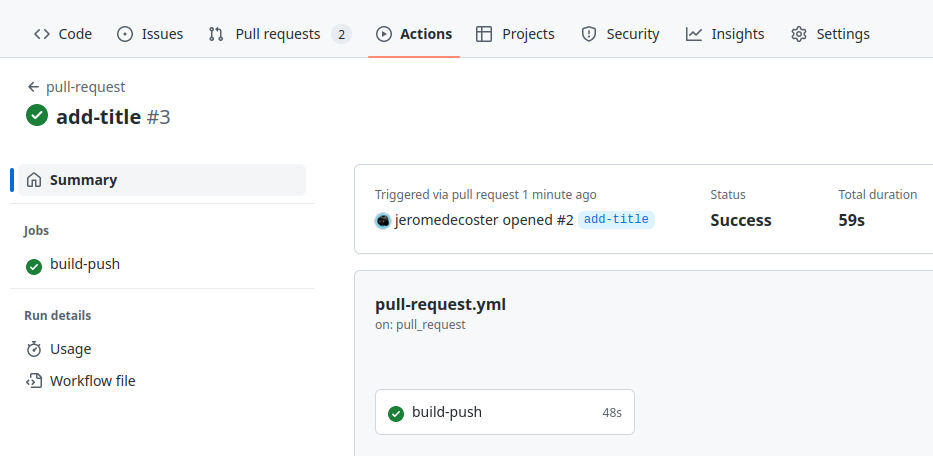 Code Issues Pull requests 2 Actions Projects Security Insights Settings
pull-request
add-title #3
Summary
Jobs
build-push
Run details
Usage
Workflow file
Triggered via pull request 1 minute ago
jeromedecoster opened #2 add-title
Status
Success
Total duration
59s
pull-request.yml
on: pull_request
build-push 48s